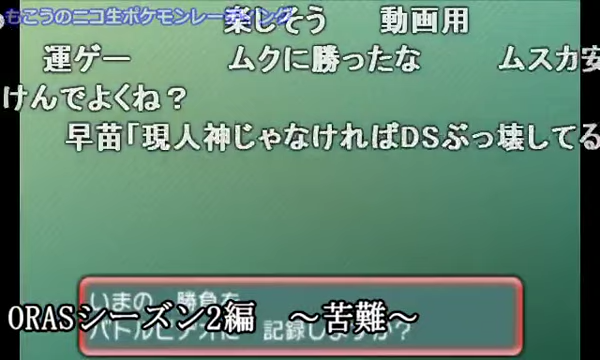 もこうのニコ生ポケモンレーティング
楽しそう 動画用
運ゲー ムクに勝ったな ムスカ安
けんでよくね？
早苗「現人神じゃなければDSぶっ壊してる
いまの 勝負を
バトルビデオに 記録しますか？
ORASシーズン2編 ～苦難～